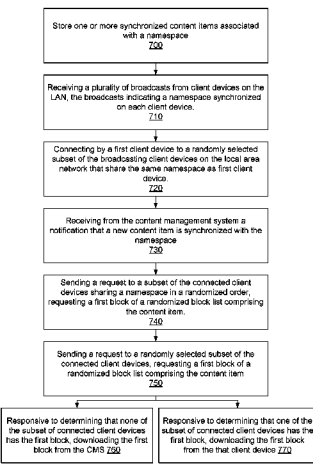 Store one or more synchronized content items associated
with a namespace
700
Receiving a plurality of broadcasts from client devices on the
LAN, the broadcasts indicating a namespace synchronized
on each client device.
710
Connecting by a first client device to a randomly selected
subset of the broadcasting client devices on the local area
network that share the same namespace as first client
device.
720
Receiving from the content management system a
notification that a new content item is synchronized with the
namespace
730
Sending a request to a subset of the connected client
devices sharing a namespace in a randomized order,
requesting a first block of a randomized block list comprising
the content item.
740
Sending a request to a randomly selected subset of the
connected client devices, requesting a first block of a
randomized block list comprising the content item
750
Responsive to determining that none of
the subset of connected client devices
has the first block, downloading the first
block from the CMS 760
Responsive to determining that one of the
subset of connected client devices has the
first block, downloading the first block
from the that client device 770